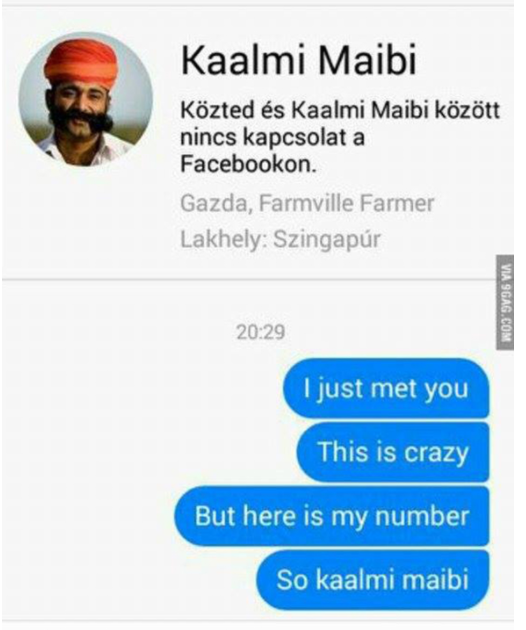 Kaalmi Maibi
Közted és Kaalmi Maibi között
nincs kapcsolat a
Facebookon.
Gazda, Farmville Farmer
Lakhely: Szingapúr
VIA 9GAG.COM
20:29
I just met you
This is crazy
But here is my number
So kaalmi maibi